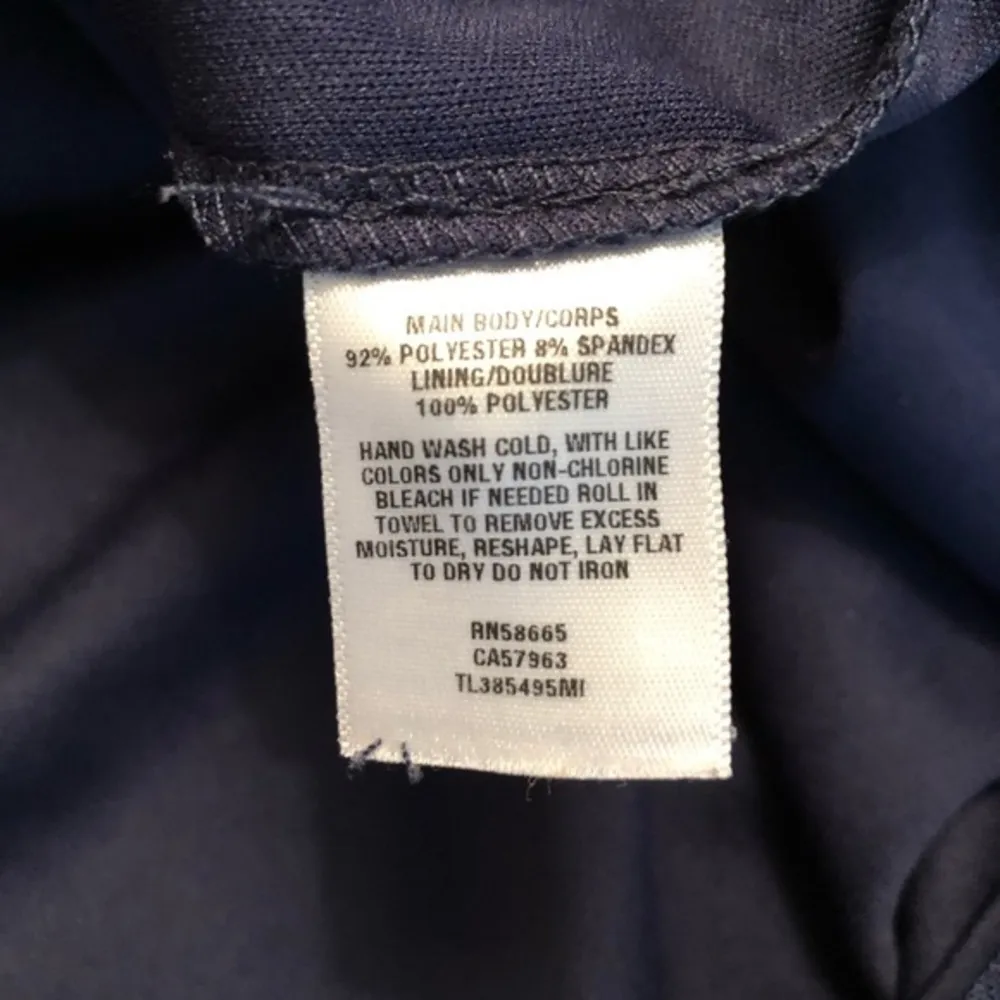 MAIN BODY/CORPS
92% POLYESTER 8% SPANDEX
LINING/DOUBLURE
100% POLYESTER
HAND WASH COLD, WITH LIKE
COLORS ONLY NON-CHLORINE
BLEACH IF NEEDED ROLL IN
TOWEL TO REMOVE EXCESS
MOISTURE, RESHAPE, LAY FLAT
TO DRY DO NOT IRON
RN58665
CA57963
TL385495MI